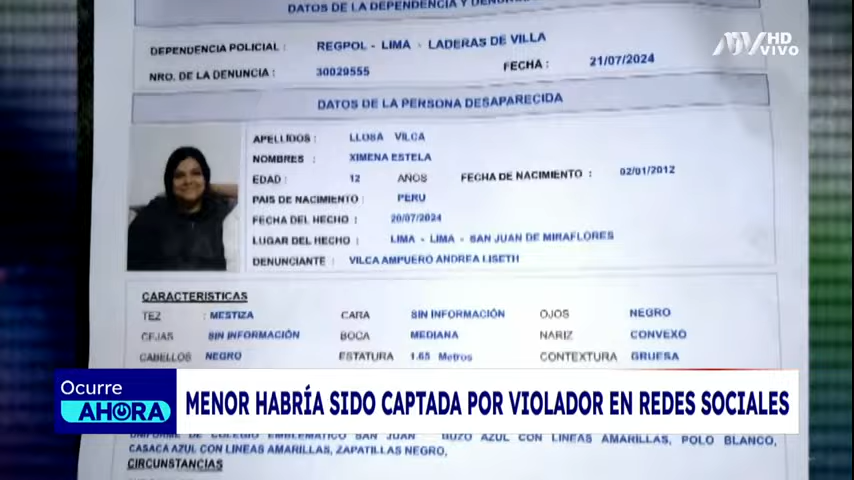 DATOS DE LA DEPENDENCIA Y
HD
VIVO
DEPENDENCIA POLICIAL : REGPOL - LIMA - LADERAS DE VILLA
NRO. DE LA DENUNCIA : 30029555 FECHA : 21/07/2024
DATOS DE LA PERSONA DESAPARECIDA
APELLIDOS : LLOSA VILCA
NOMBRES : XIMENA ESTELA
EDAD : 12 AÑOS FECHA DE NACIMIENTO : 02/01/2012
PAIS DE NACIMIENTO : PERU
FECHA DEL HECHO : 20/07/2024
LUGAR DEL HECHO : LIMA - LIMA - SAN JUAN DE MIRAFLORES
DENUNCIANTE : VILCA AMPUERO ANDREA LISETH
CARACTERISTICAS
TEZ : MESTIZA CARA SIN INFORMACIÓN OJOS NEGRO
CEJAS SIN INFORMACIÓN BOCA MEDIANA NARIZ CONVEXO
CABELLOS NEGRO ESTATURA 1.65 Metros CONTEXTURA GRUESA
Ocurre
AHORA
MENOR HABRÍA SIDO CAPTADA POR VIOLADOR EN REDES SOCIALES
UNIFORME DE COLEGIO EMBLEMATICO SAN JUAN BUZO AZUL CON LINEAS AMARILLAS, POLO BLANCO,
CASACA AZUL CON LINEAS AMARILLAS, ZAPATILLAS NEGRO,
CIRCUNSTANCIAS